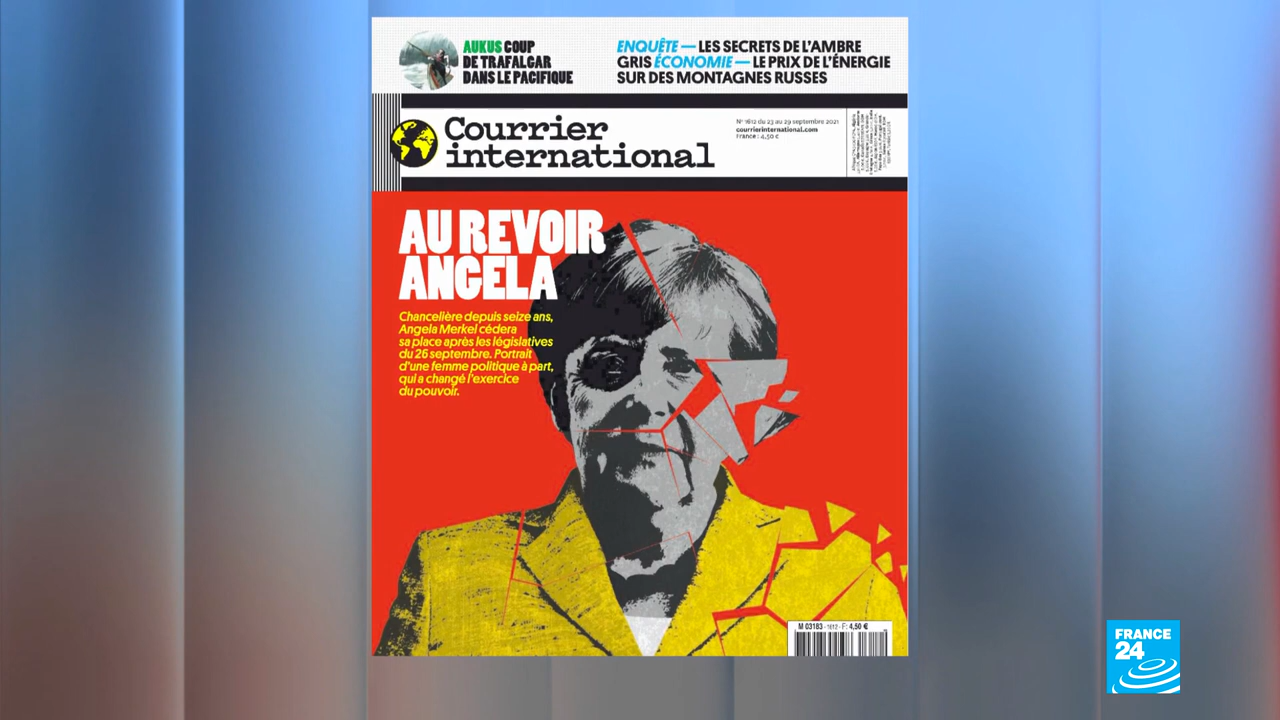 AUKUS COUP
DE TRAFALGAR
DANS LE PACIFIQUE
ENQUÊTE — LES SECRETS DE L'AMBRE
GRIS ÉCONOMIE — LE PRIX DE L'ÉNERGIE
SUR DES MONTAGNES RUSSES
Courrier
international
N° 1612 du 23 au 29 septembre 2021
courrierinternational.com
France : 4,50 €
AU REVOIR
ANGELA
Chancelière depuis seize ans,
Angela Merkel cédera
sa place après les législatives
du 26 septembre. Portrait
d'une femme politique à part,
qui a changé l'exercice
du pouvoir.
M 03183 - 1612 - F: 4,50 €
FRANCE
24